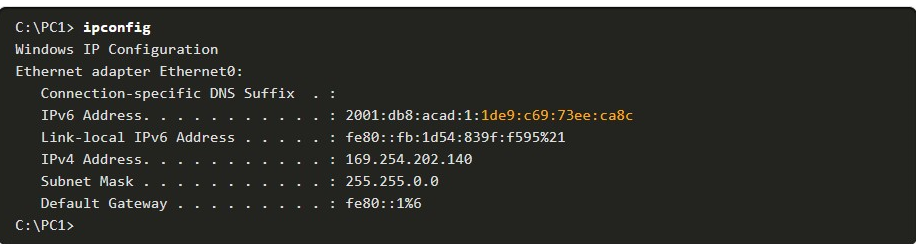 C:\PC1> ipconfig
Windows IP Configuration
Ethernet adapter Ethernet0:
Connection-specific DNS Suffix . :
IPv6 Address. . . . . . . . . . . : 2001:db8:acad:1:1de9:c69:73ee:ca8c
Link-local IPv6 Address . . . . . : fe80::fb:1d54:839f:f595%21
IPv4 Address. . . . . . . . . . . : 169.254.202.140
Subnet Mask . . . . . . . . . . . : 255.255.0.0
Default Gateway . . . . . . . . . : fe80::1%6
C:\PC1>